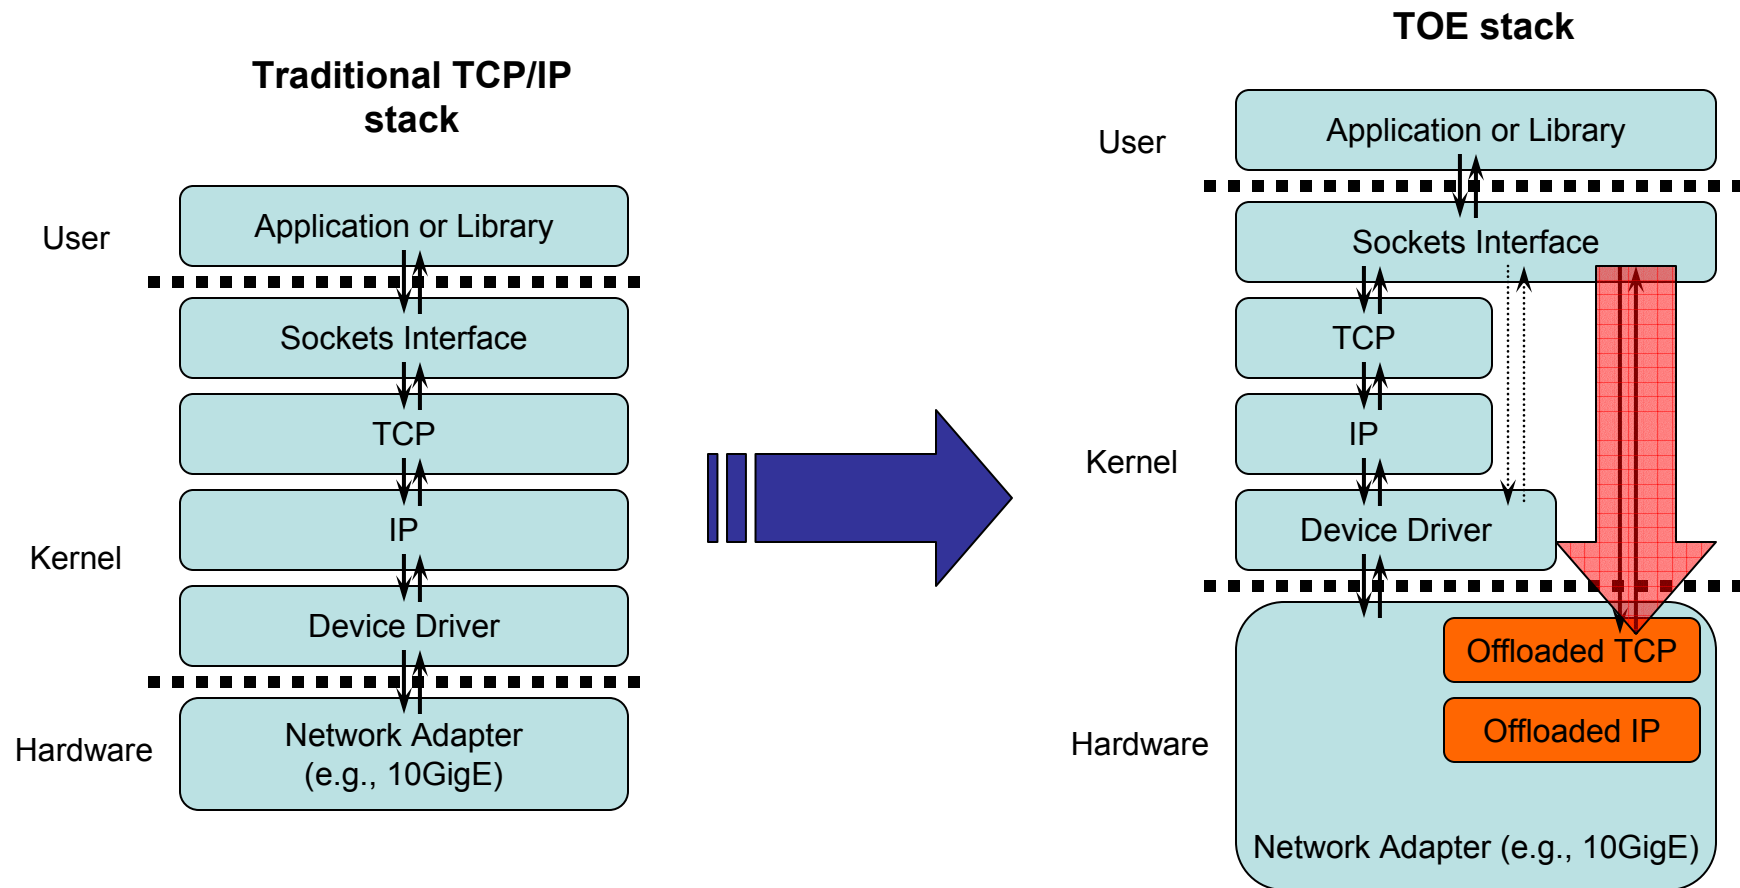 Traditional TCP/IP
stack
User
Application or Library
Sockets Interface
TCP
IP
Kernel
Device Driver
Hardware
Network Adapter
(e.g., 10GigE)
TOE stack
User
Application or Library
Sockets Interface
TCP
IP
Kernel
Device Driver
Offloaded TCP
Offloaded IP
Hardware
Network Adapter (e.g., 10GigE)